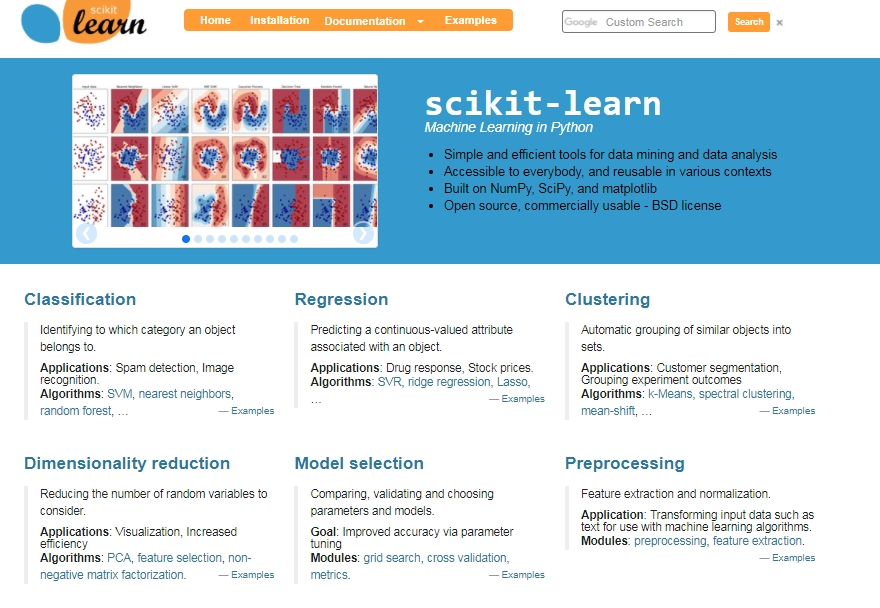 scikit
learn
Home Installation Documentation Examples
Google Custom Search Search ×
scikit-learn
Machine Learning in Python
Simple and efficient tools for data mining and data analysis
Accessible to everybody, and reusable in various contexts
Built on NumPy, SciPy, and matplotlib
Open source, commercially usable - BSD license
Classification
Identifying to which category an object
belongs to.
Applications: Spam detection, Image
recognition.
Algorithms: SVM, nearest neighbors,
random forest, … — Examples
Regression
Predicting a continuous-valued attribute
associated with an object.
Applications: Drug response, Stock prices.
Algorithms: SVR, ridge regression, Lasso,
… — Examples
Clustering
Automatic grouping of similar objects into
sets.
Applications: Customer segmentation,
Grouping experiment outcomes
Algorithms: k-Means, spectral clustering,
mean-shift, … — Examples
Dimensionality reduction
Reducing the number of random variables to
consider.
Applications: Visualization, Increased
efficiency
Algorithms: PCA, feature selection, non-
negative matrix factorization. — Examples
Model selection
Comparing, validating and choosing
parameters and models.
Goal: Improved accuracy via parameter
tuning
Modules: grid search, cross validation,
metrics. — Examples
Preprocessing
Feature extraction and normalization.
Application: Transforming input data such as
text for use with machine learning algorithms.
Modules: preprocessing, feature extraction.
— Examples